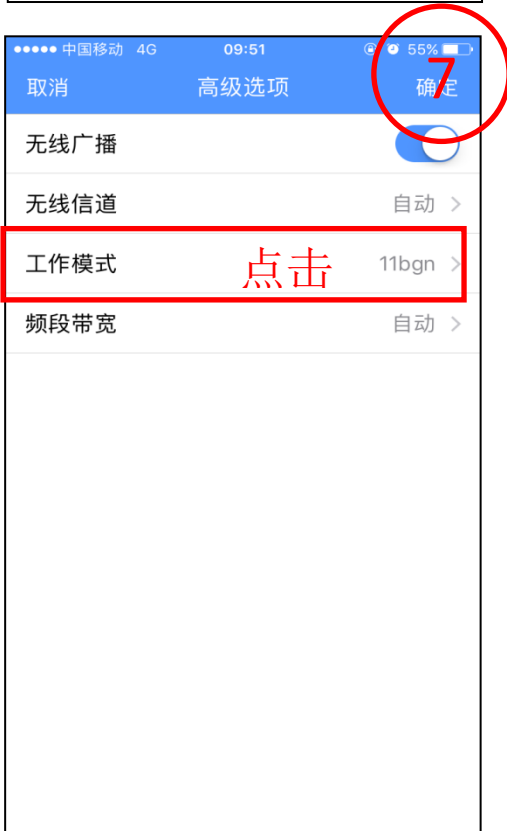 中国移动 4G 09:51 55%
7
取消 高级选项 确定
无线广播
无线信道 自动
工作模式 点击 11bgn
频段带宽 自动